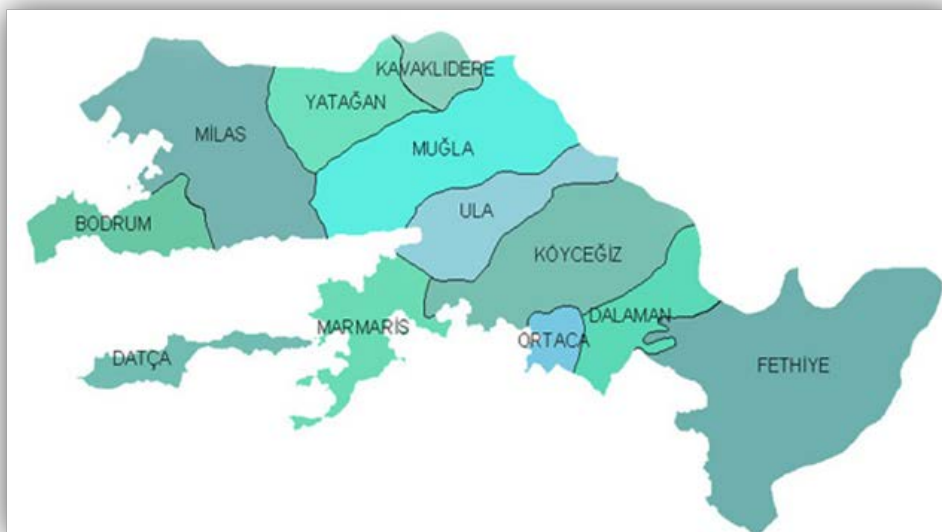 KAVAKLIDERE
YATAĞAN
MİLAS
MUĞLA
ULA
BODRUM
KÖYCEĞİZ
DALAMAN
MARMARİS
ORTACA
DATÇA
FETHİYE